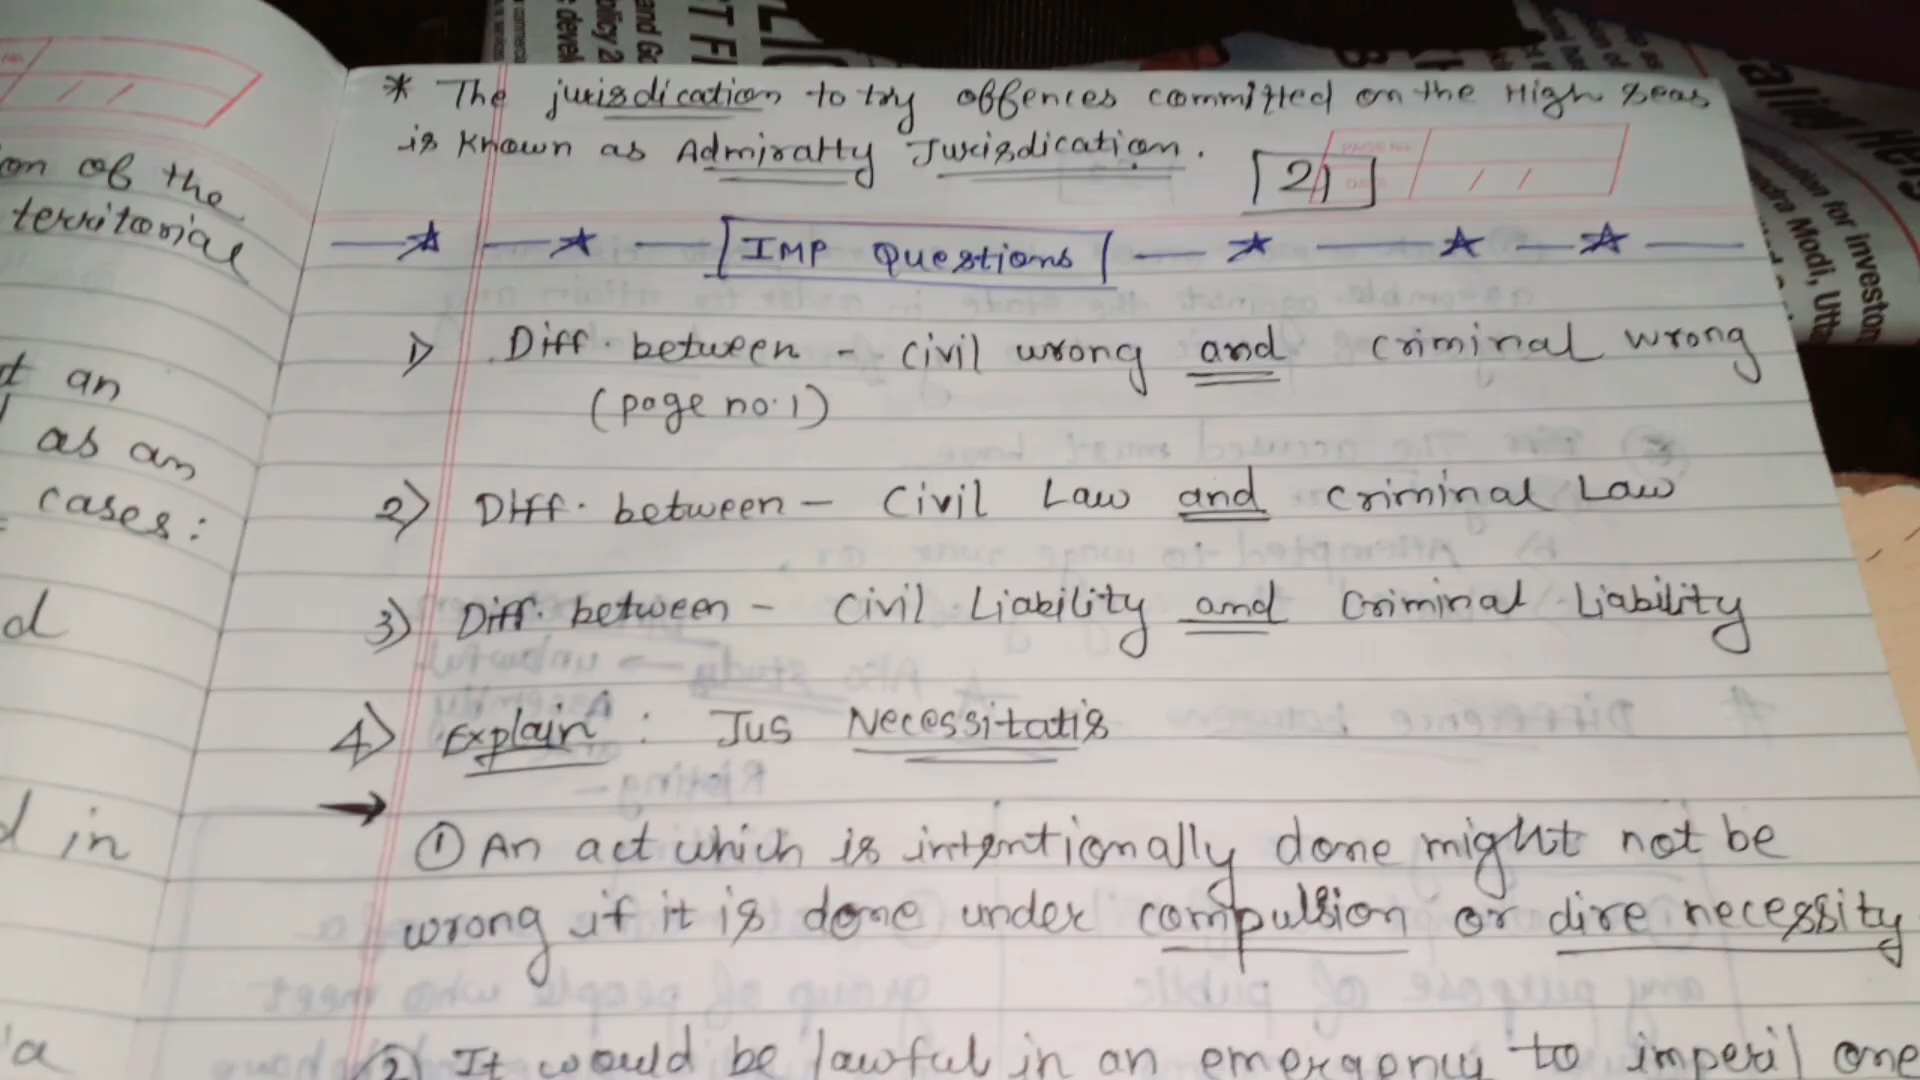 * The jurisdication to try offences committed on the High seas
is known as Admiralty Jurisdication.
21
IMP Questions
1) Diff. between - civil wrong and criminal wrong
(page no.1)
2) Diff. between - Civil Law and Criminal Law
3) Diff. between - Civil Liability and Criminal Liability
4) Explain : Jus Necessitatis
→
① An act which is intentionally done might not be
wrong if it is done under compulsion or dire necessity
② It would be lawful in an emergency to imperil one
on of the
territorial
an
as an
cases:
d
in
a